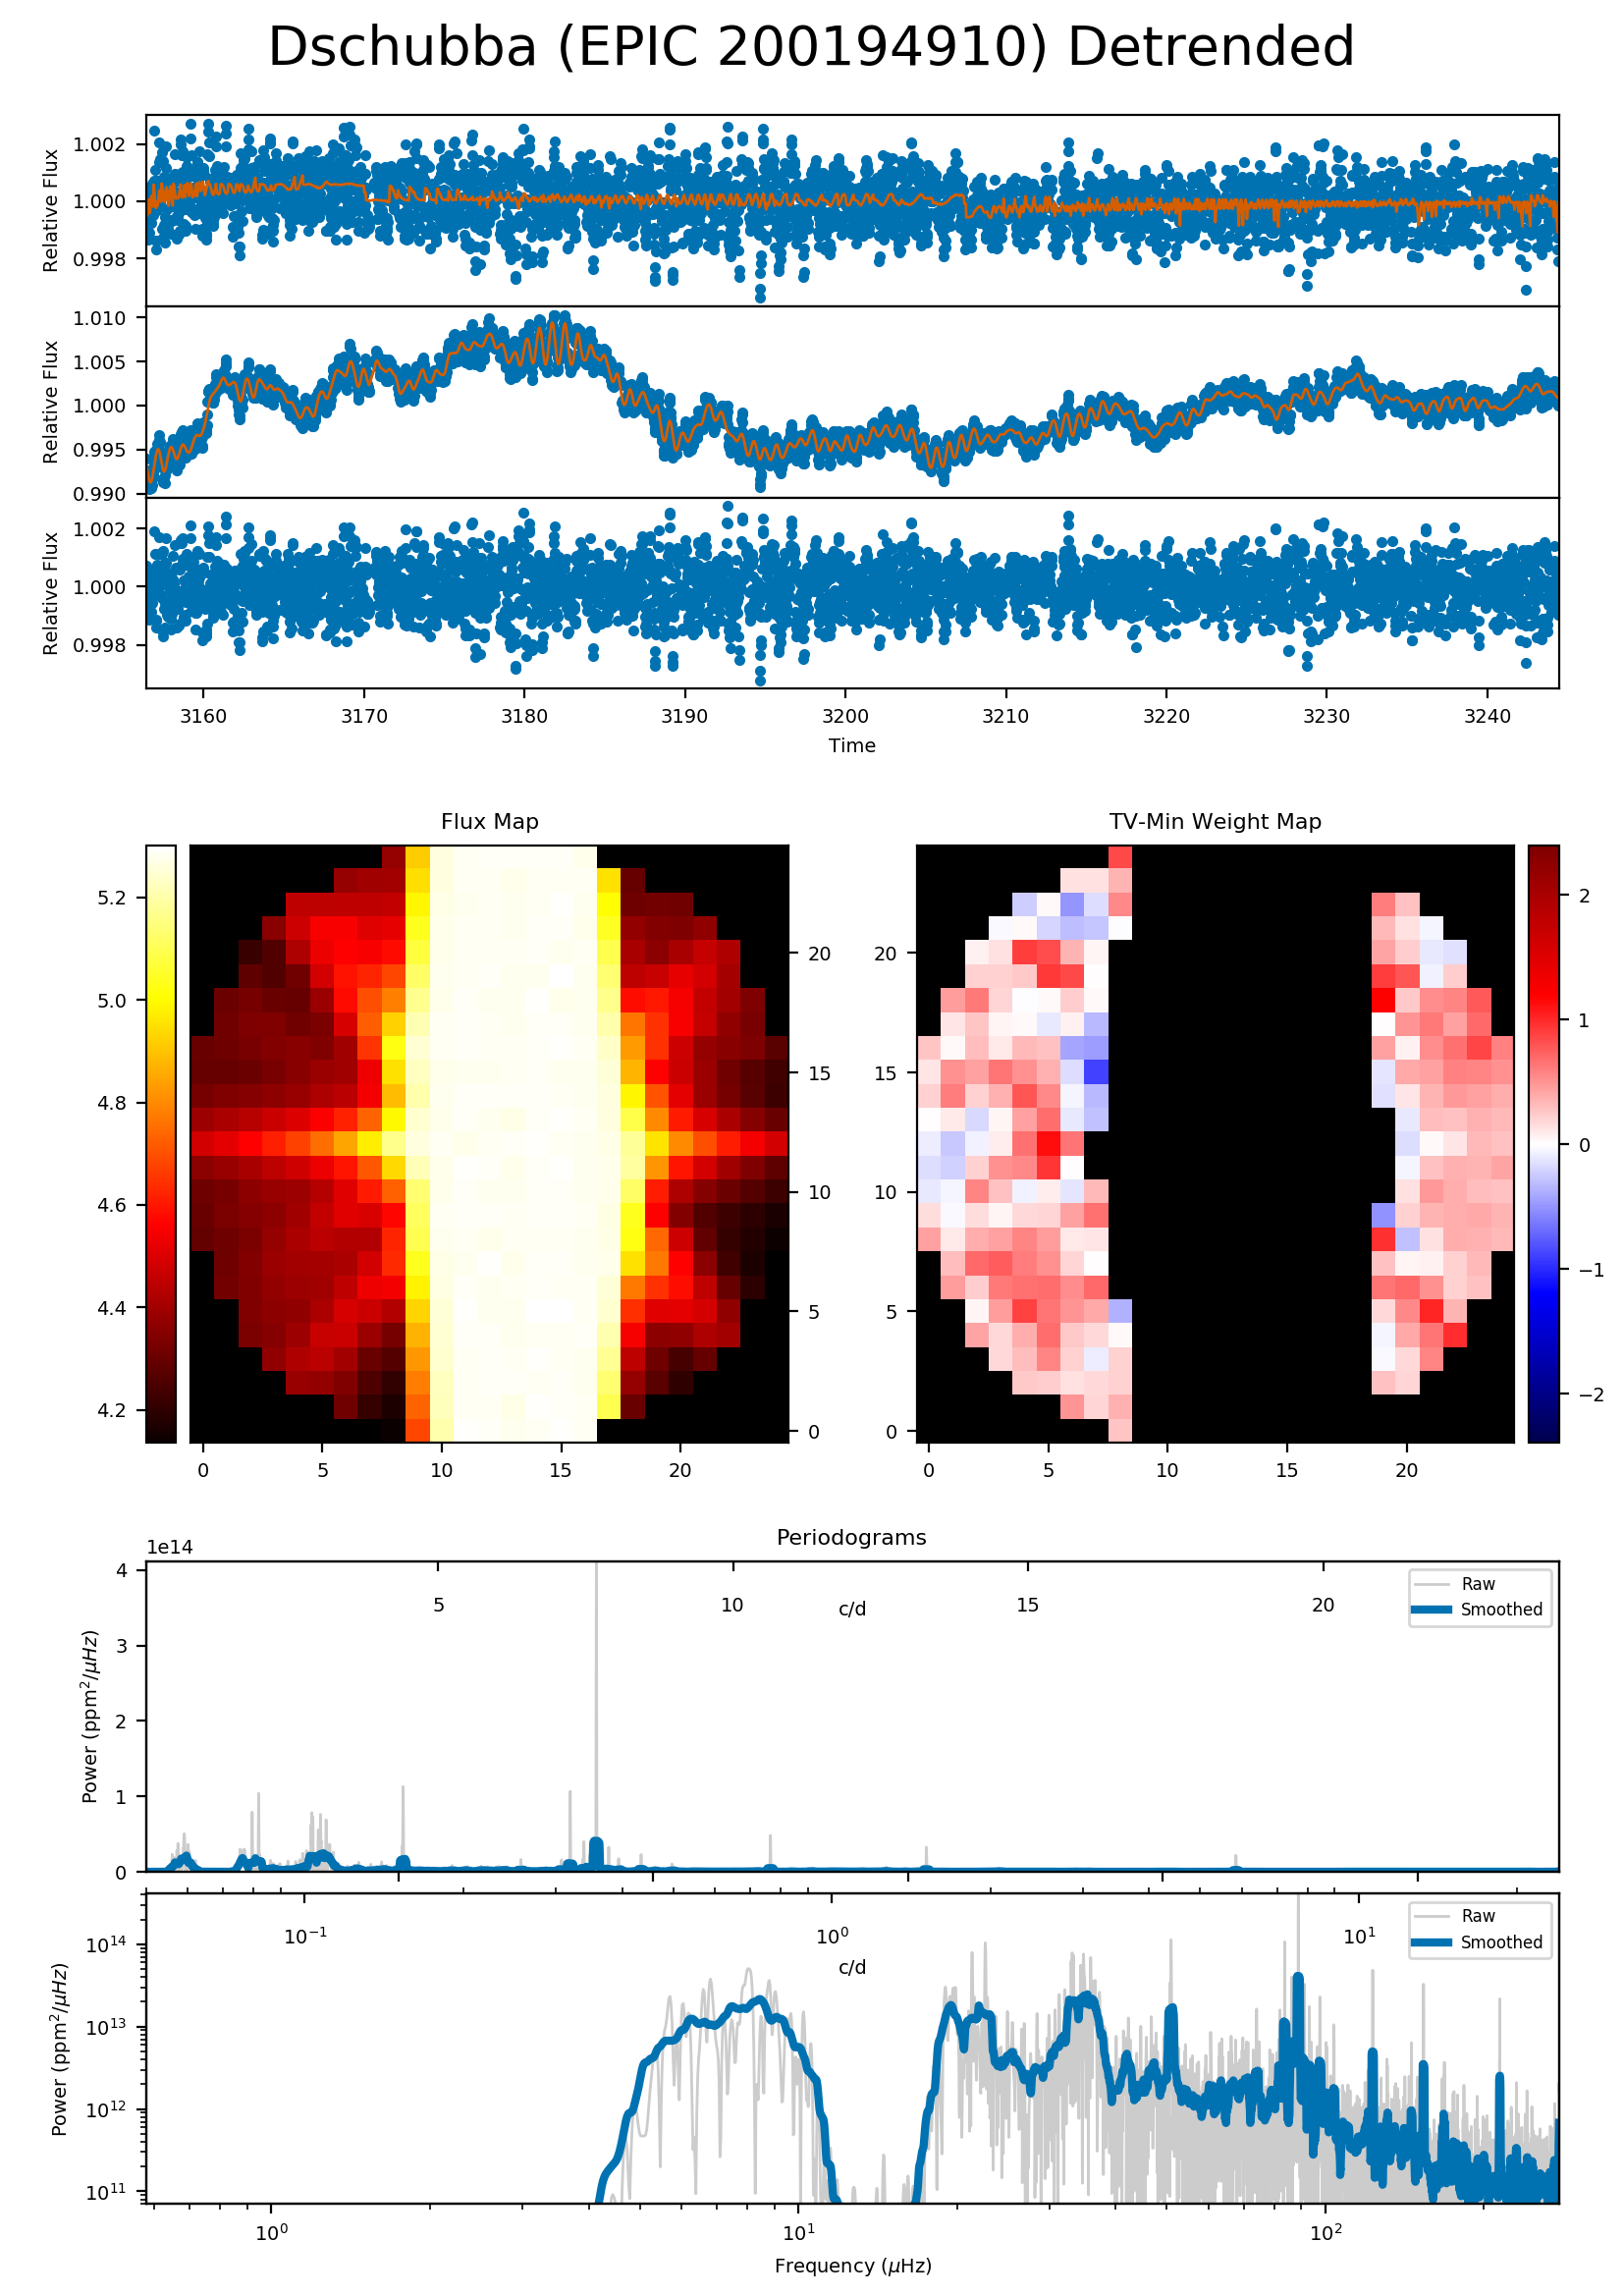 Dschubba (EPIC 200194910) Detrended
1.002
1.000
0.998
Relative Flux
1.010
1.005
1.000
0.995
0.990
Relative Flux
1.002
1.000
0.998
Relative Flux
3160 3170 3180 3190 3200 3210 3220 3230 3240
Time
Flux Map
5.2
5.0
4.8
4.6
4.4
4.2
20
15
10
5
0
0 5 10 15 20
TV-Min Weight Map
20
15
10
5
0
0 5 10 15 20
2
1
0
−1
−2
Periodograms
1e14
4
3
2
1
0
Power (ppm²/μHz)
5 10 15 20
c/d
Raw
Smoothed
10¹⁴
10¹³
10¹²
10¹¹
Power (ppm²/μHz)
10⁻¹ 10⁰ 10¹
c/d
Raw
Smoothed
10⁰ 10¹ 10²
Frequency (μHz)